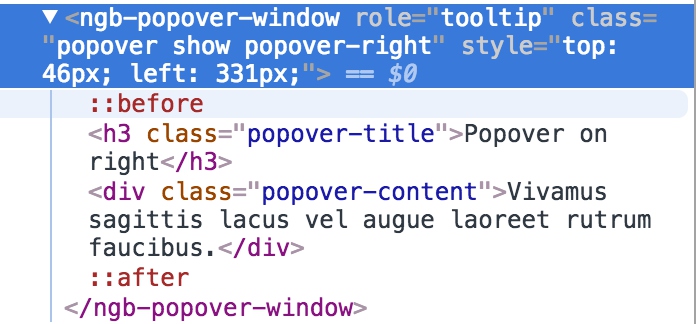 ▼<ngb-popover-window role="tooltip" class=
"popover show popover-right" style="top:
46px; left: 331px;"> == $0
::before
<h3 class="popover-title">Popover on
right</h3>
<div class="popover-content">Vivamus
sagittis lacus vel augue laoreet rutrum
faucibus.</div>
::after
</ngb-popover-window>